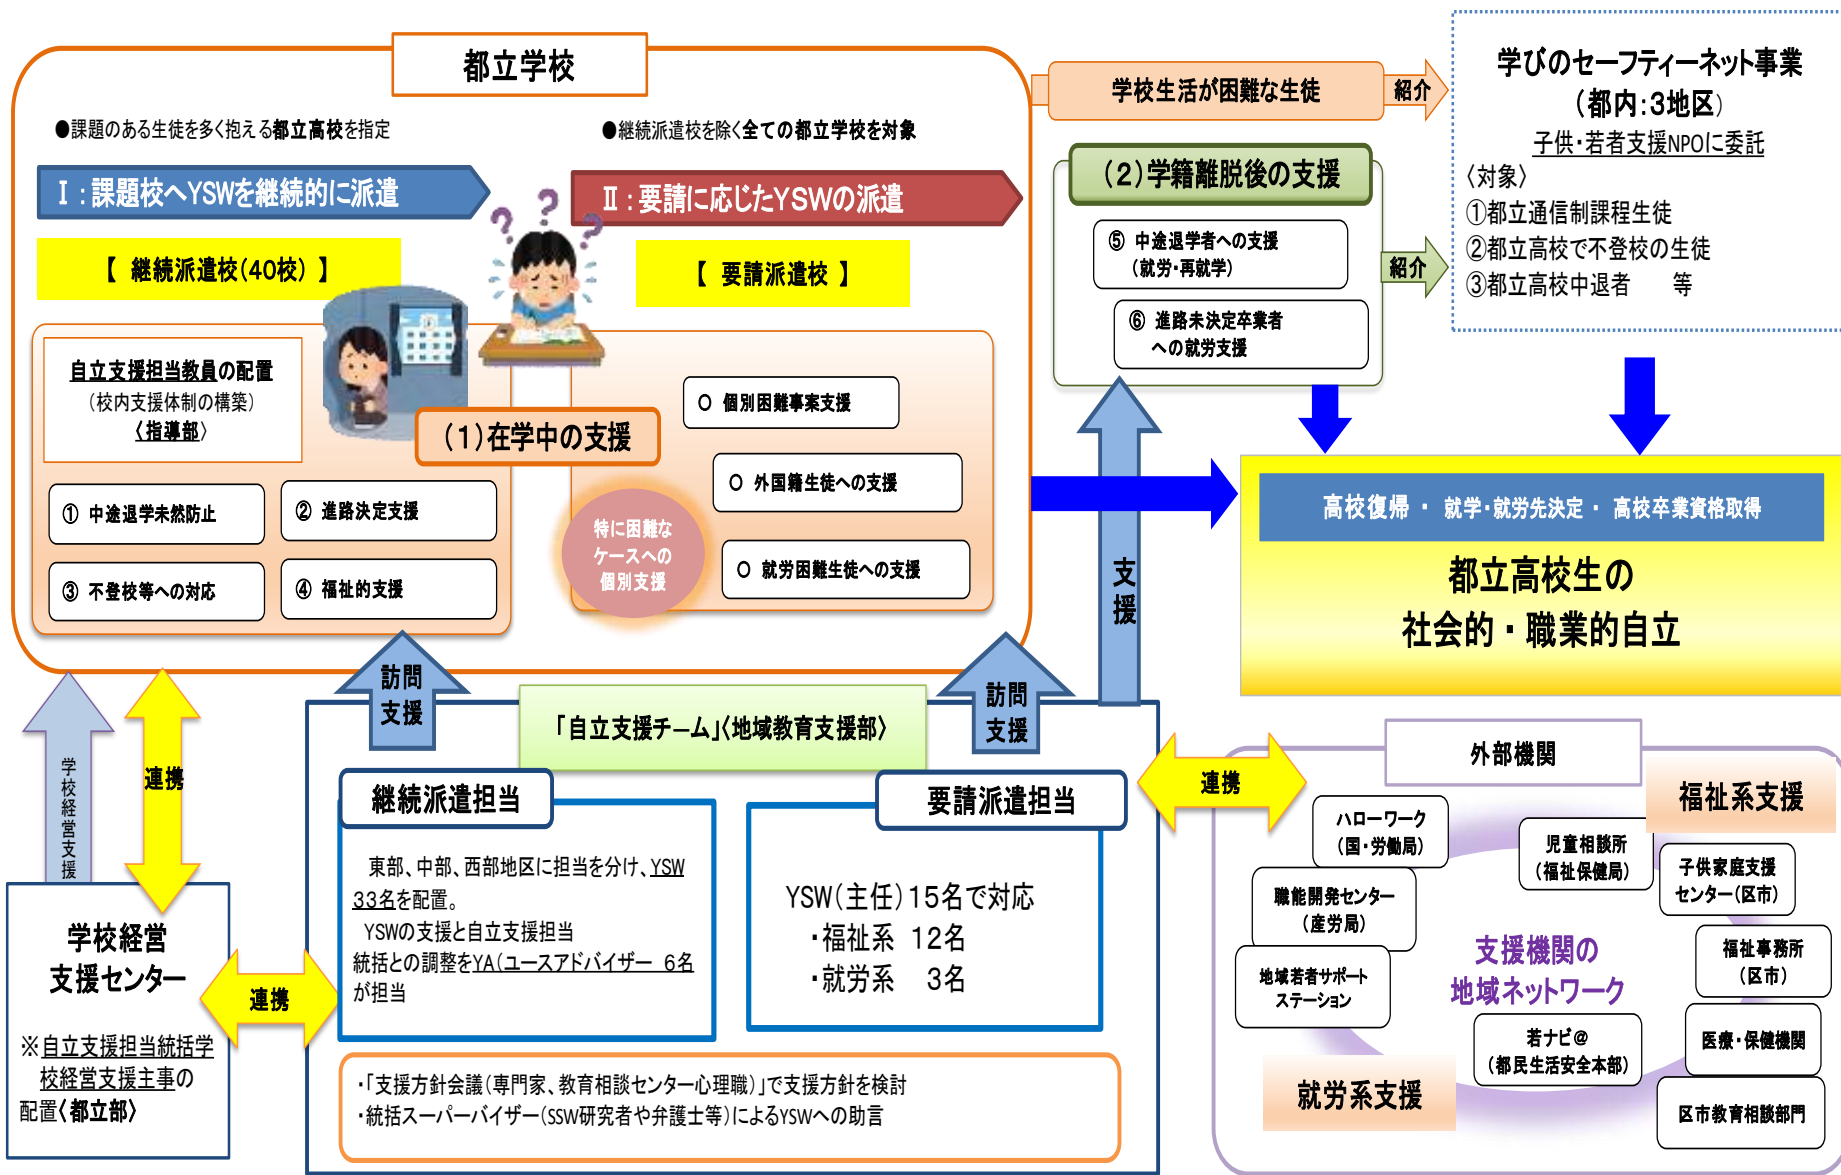 都立学校
●課題のある生徒を多く抱える都立高校を指定
●継続派遣校を除く全ての都立学校を対象
Ⅰ：課題校へYSWを継続的に派遣
Ⅱ：要請に応じたYSWの派遣
【 継続派遣校（40校）】
【 要請派遣校 】
自立支援担当教員の配置
（校内支援体制の構築）
〈指導部〉
（1）在学中の支援
① 中途退学未然防止
② 進路決定支援
③ 不登校等への対応
④ 福祉的支援
特に困難な
ケースへの
個別支援
○ 個別困難事案支援
○ 外国籍生徒への支援
○ 就労困難生徒への支援
学校生活が困難な生徒
紹介
（2）学籍離脱後の支援
⑤ 中途退学者への支援
（就労・再就学）
⑥ 進路未決定卒業者
への就労支援
紹介
学びのセーフティーネット事業
（都内：3地区）
子供・若者支援NPOに委託
〈対象〉
①都立通信制課程生徒
②都立高校で不登校の生徒
③都立高校中退者　等
高校復帰 ・ 就学・就労先決定 ・ 高校卒業資格取得
都立高校生の
社会的・職業的自立
支援
訪問
支援
訪問
支援
学校経営支援
連携
学校経営
支援センター
※自立支援担当統括学
校経営支援主事の
配置〈都立部〉
連携
「自立支援チーム」〈地域教育支援部〉
継続派遣担当
東部、中部、西部地区に担当を分け、YSW
33名を配置。
YSWの支援と自立支援担当
統括との調整をYA（ユースアドバイザー 6名
が担当
要請派遣担当
YSW（主任）15名で対応
・福祉系 12名
・就労系 3名
・「支援方針会議（専門家、教育相談センター心理職）」で支援方針を検討
・統括スーパーバイザー（SSW研究者や弁護士等）によるYSWへの助言
連携
外部機関
福祉系支援
ハローワーク
（国・労働局）
児童相談所
（福祉保健局）
子供家庭支援
センター（区市）
職能開発センター
（産労局）
福祉事務所
（区市）
支援機関の
地域ネットワーク
地域若者サポート
ステーション
若ナビ@
（都民生活安全本部）
医療・保健機関
就労系支援
区市教育相談部門